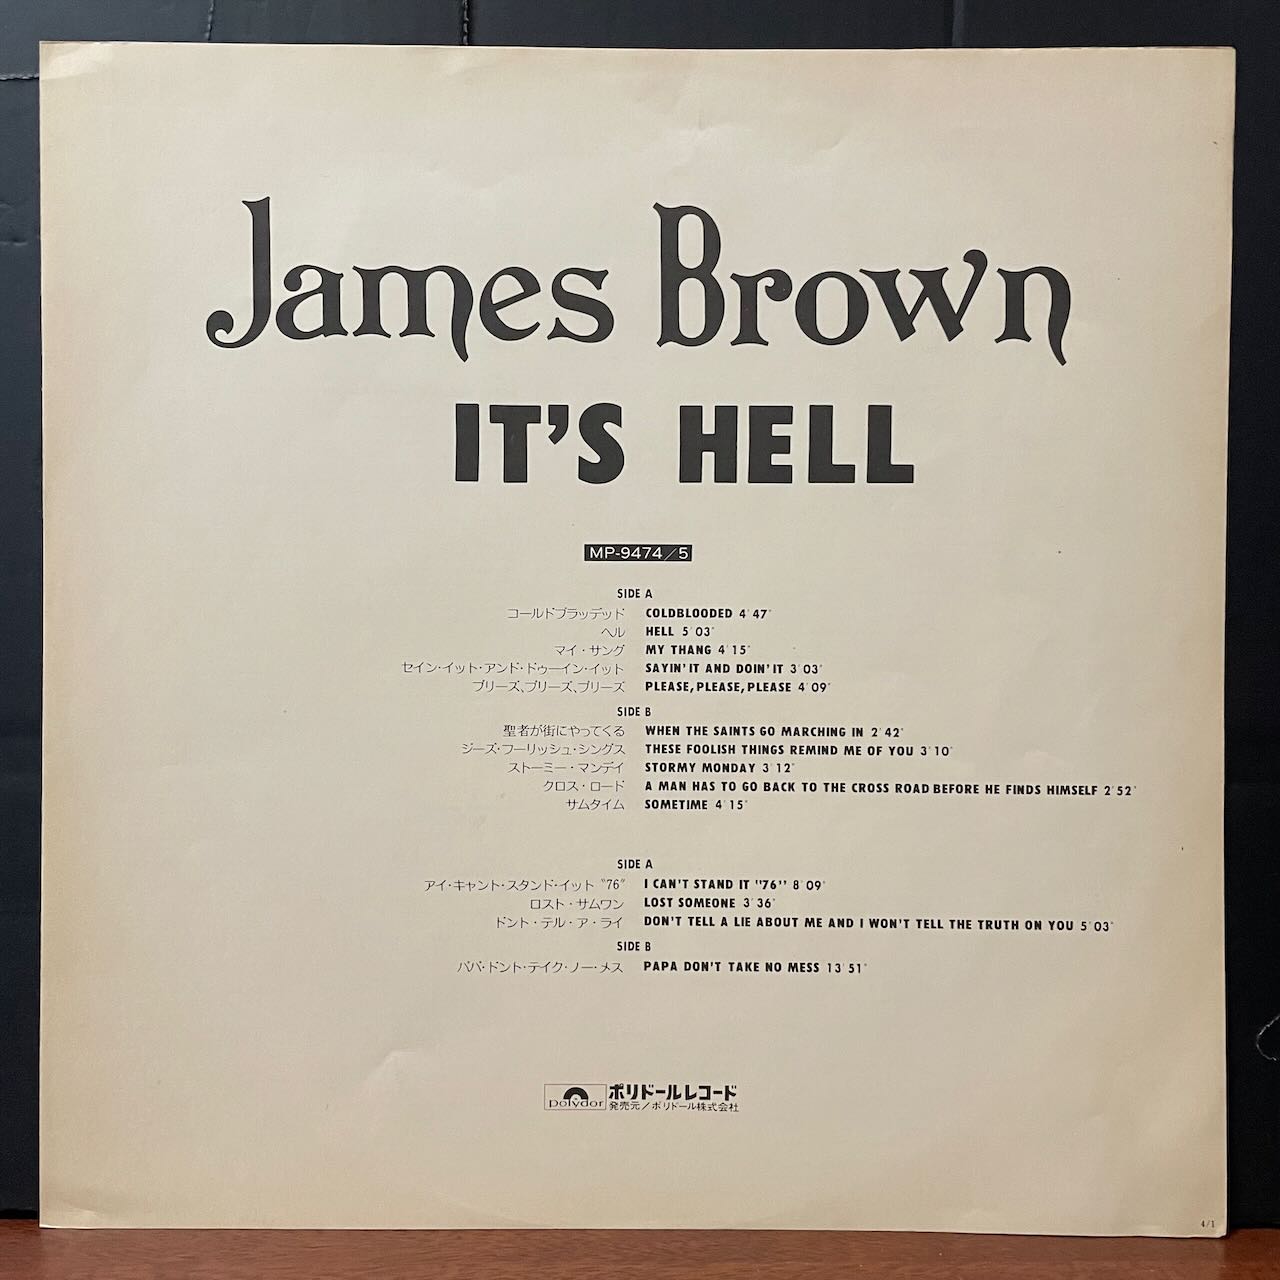 James Brown
IT'S HELL
MP-9474/5
SIDE A
コールドブラッデッド COLDBLOODED 4'47"
ヘル HELL 5'03"
マイ・サング MY THANG 4'15"
セイン・イット・アンド・ドゥーイン・イット SAYIN'IT AND DOIN'IT 3'03"
プリーズ、プリーズ、プリーズ PLEASE, PLEASE, PLEASE 4'09"
SIDE B
聖者が街にやってくる WHEN THE SAINTS GO MARCHING IN 2'42"
ジーズ・フーリッシュ・シングス THESE FOOLISH THINGS REMIND ME OF YOU 3'10"
ストーミー・マンデイ STORMY MONDAY 3'12"
クロス・ロード A MAN HAS TO GO BACK TO THE CROSS ROAD BEFORE HE FINDS HIMSELF 2'52"
サムタイム SOMETIME 4'15"
SIDE A
アイ・キャント・スタンド・イット "76" I CAN'T STAND IT "76" 8'09"
ロスト・サムワン LOST SOMEONE 3'36"
ドント・テル・ア・ライ DON'T TELL A LIE ABOUT ME AND I WON'T TELL THE TRUTH ON YOU 5'03"
SIDE B
パパ・ドント・テイク・ノー・メス PAPA DON'T TAKE NO MESS 13'51"
polydor ポリドールレコード
発売元/ポリドール株式会社
4/1